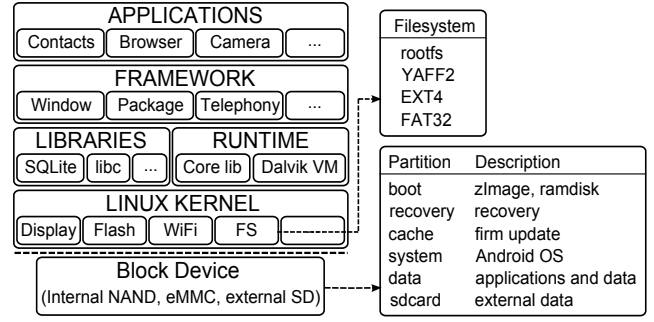 APPLICATIONS
Contacts Browser Camera ...
FRAMEWORK
Window Package Telephony ...
LIBRARIES
SQLite libc ...
RUNTIME
Core lib Dalvik VM
LINUX KERNEL
Display Flash WiFi FS
Block Device
(Internal NAND, eMMC, external SD)
Filesystem
rootfs
YAFF2
EXT4
FAT32
Partition Description
boot zImage, ramdisk
recovery recovery
cache firm update
system Android OS
data applications and data
sdcard external data